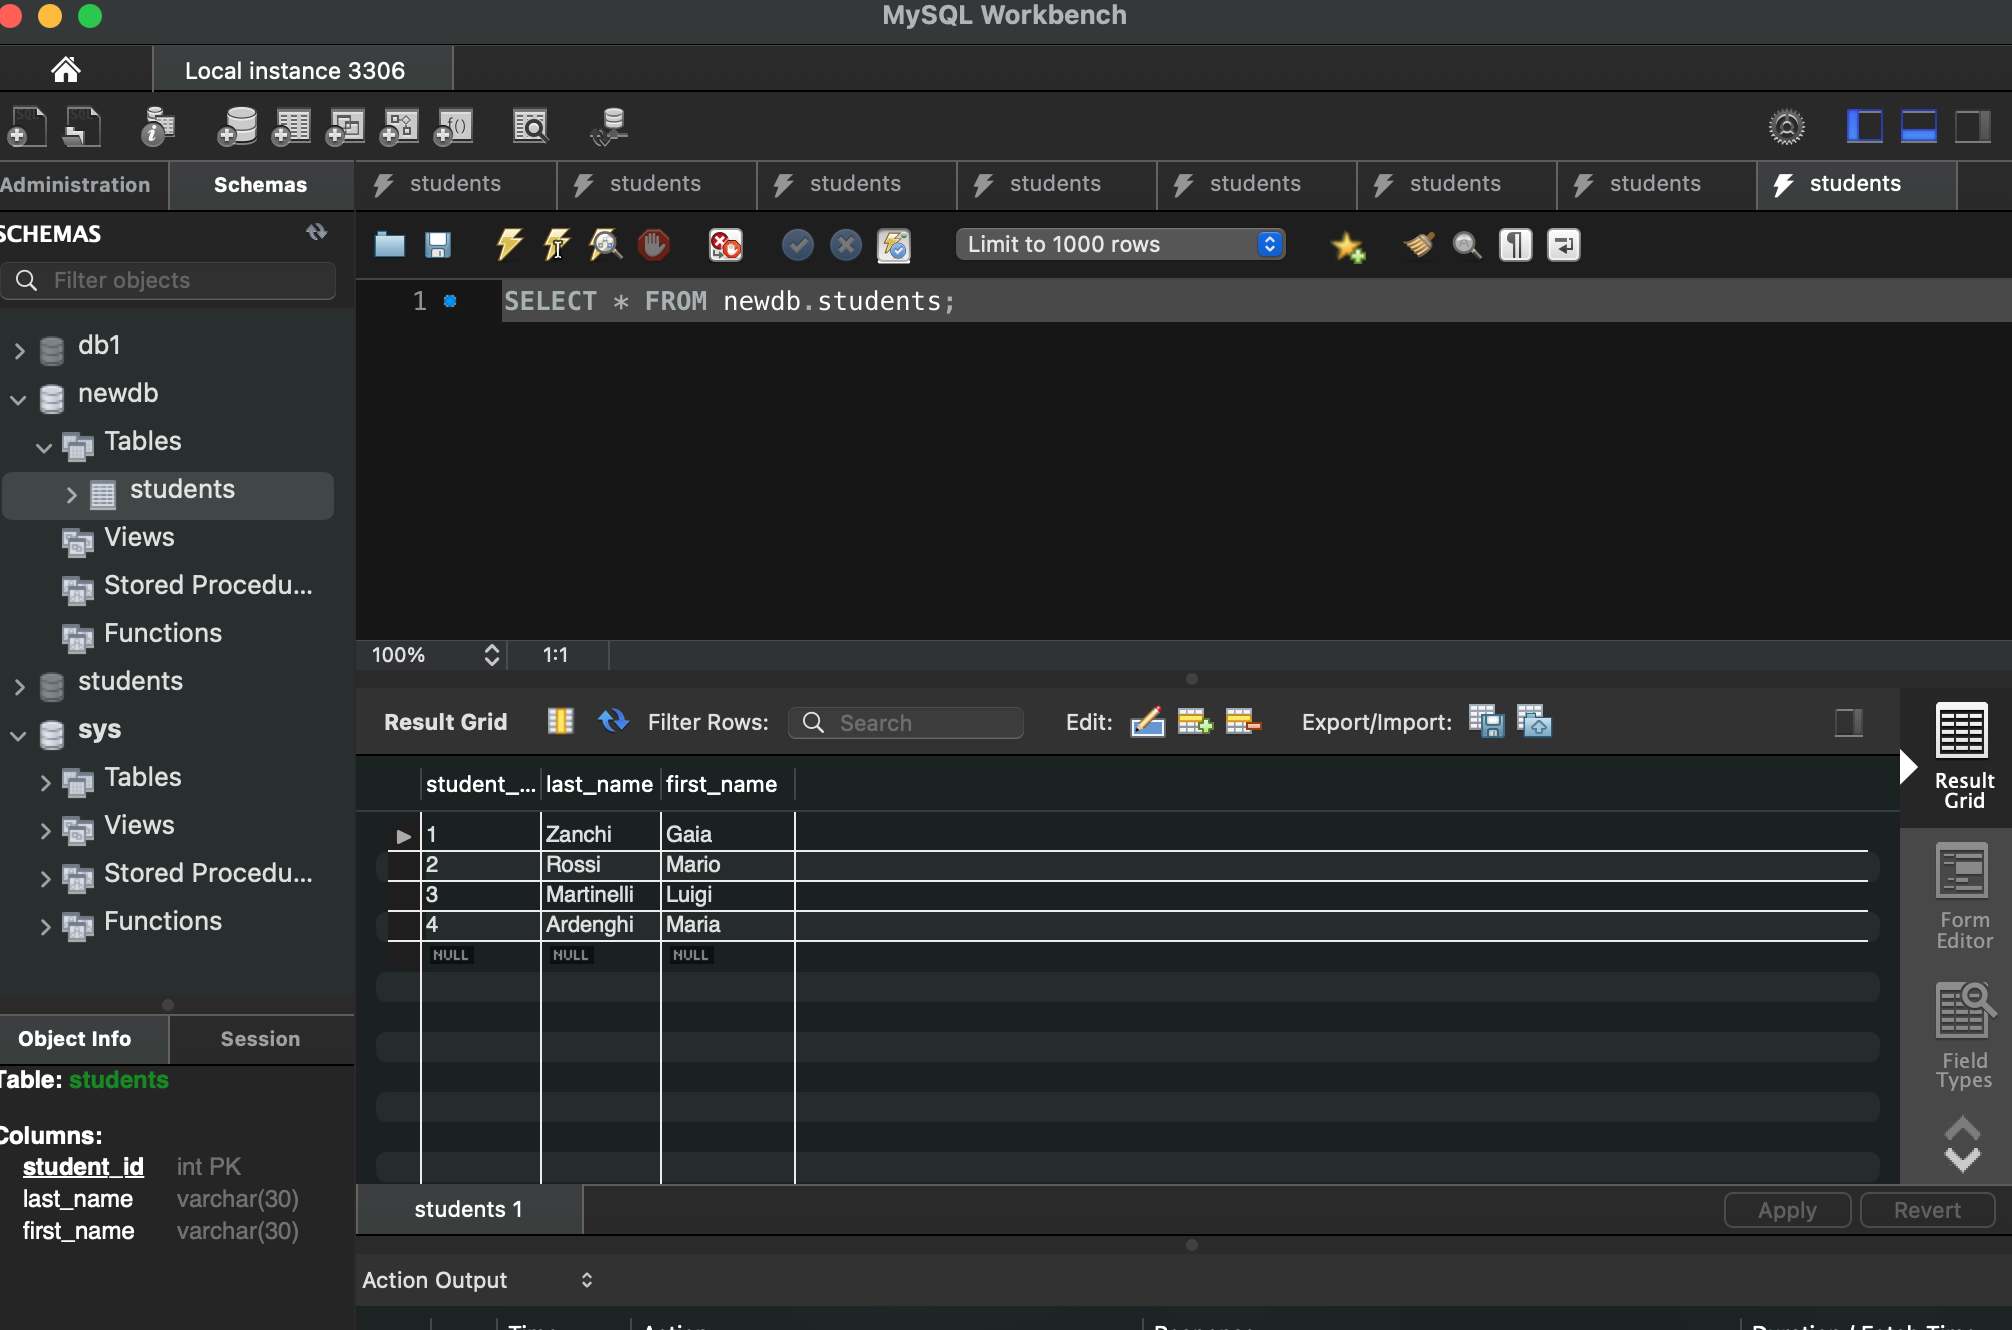 MySQL Workbench
Local instance 3306
Administration
Schemas
students
students
students
students
students
students
students
students
SCHEMAS
Filter objects
Limit to 1000 rows
1
SELECT * FROM newdb.students;
db1
newdb
Tables
students
Views
Stored Procedu...
Functions
students
sys
Tables
Views
Stored Procedu...
Functions
100%
1:1
Result Grid
Filter Rows:
Search
Edit:
Export/Import:
student_... last_name first_name
1 Zanchi Gaia
2 Rossi Mario
3 Martinelli Luigi
4 Ardenghi Maria
NULL NULL NULL
Result
Grid
Form
Editor
Field
Types
Object Info
Session
Table: students
Columns:
student_id int PK
last_name varchar(30)
first_name varchar(30)
students 1
Apply
Revert
Action Output